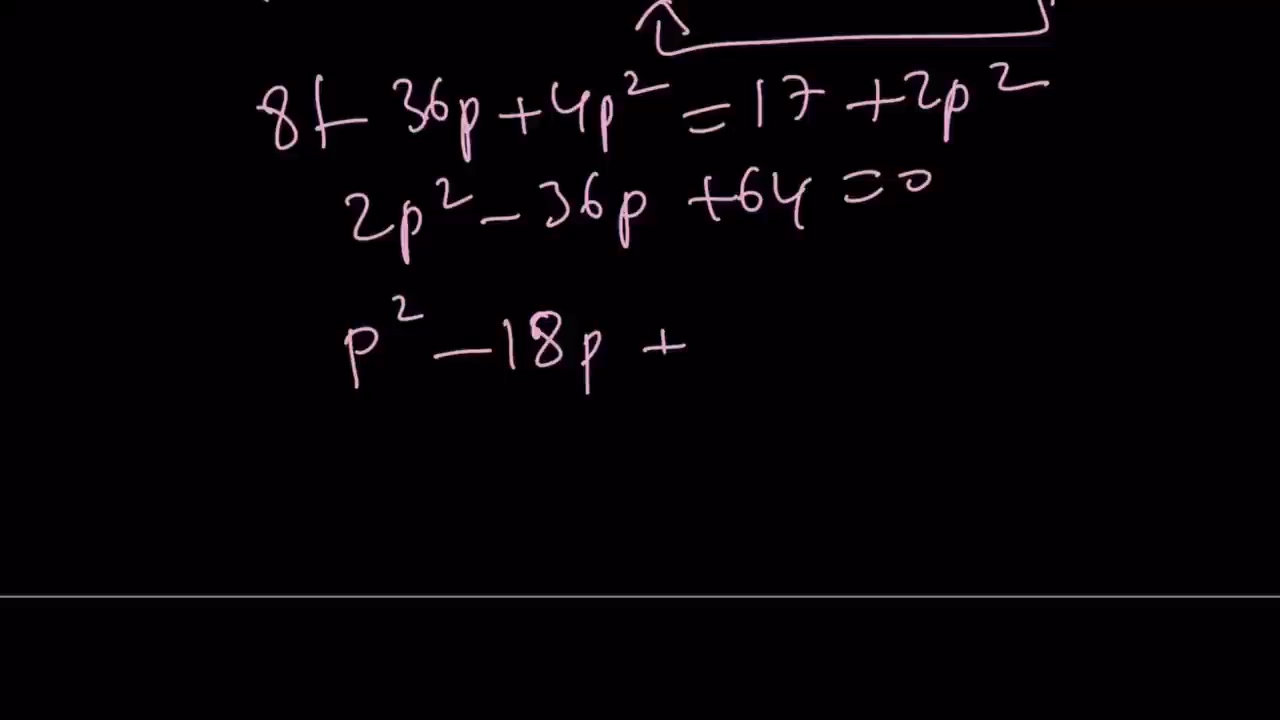 81 - 36p + 4p² = 17 + 2p²
2p² - 36p + 64 = 0
p² - 18p +